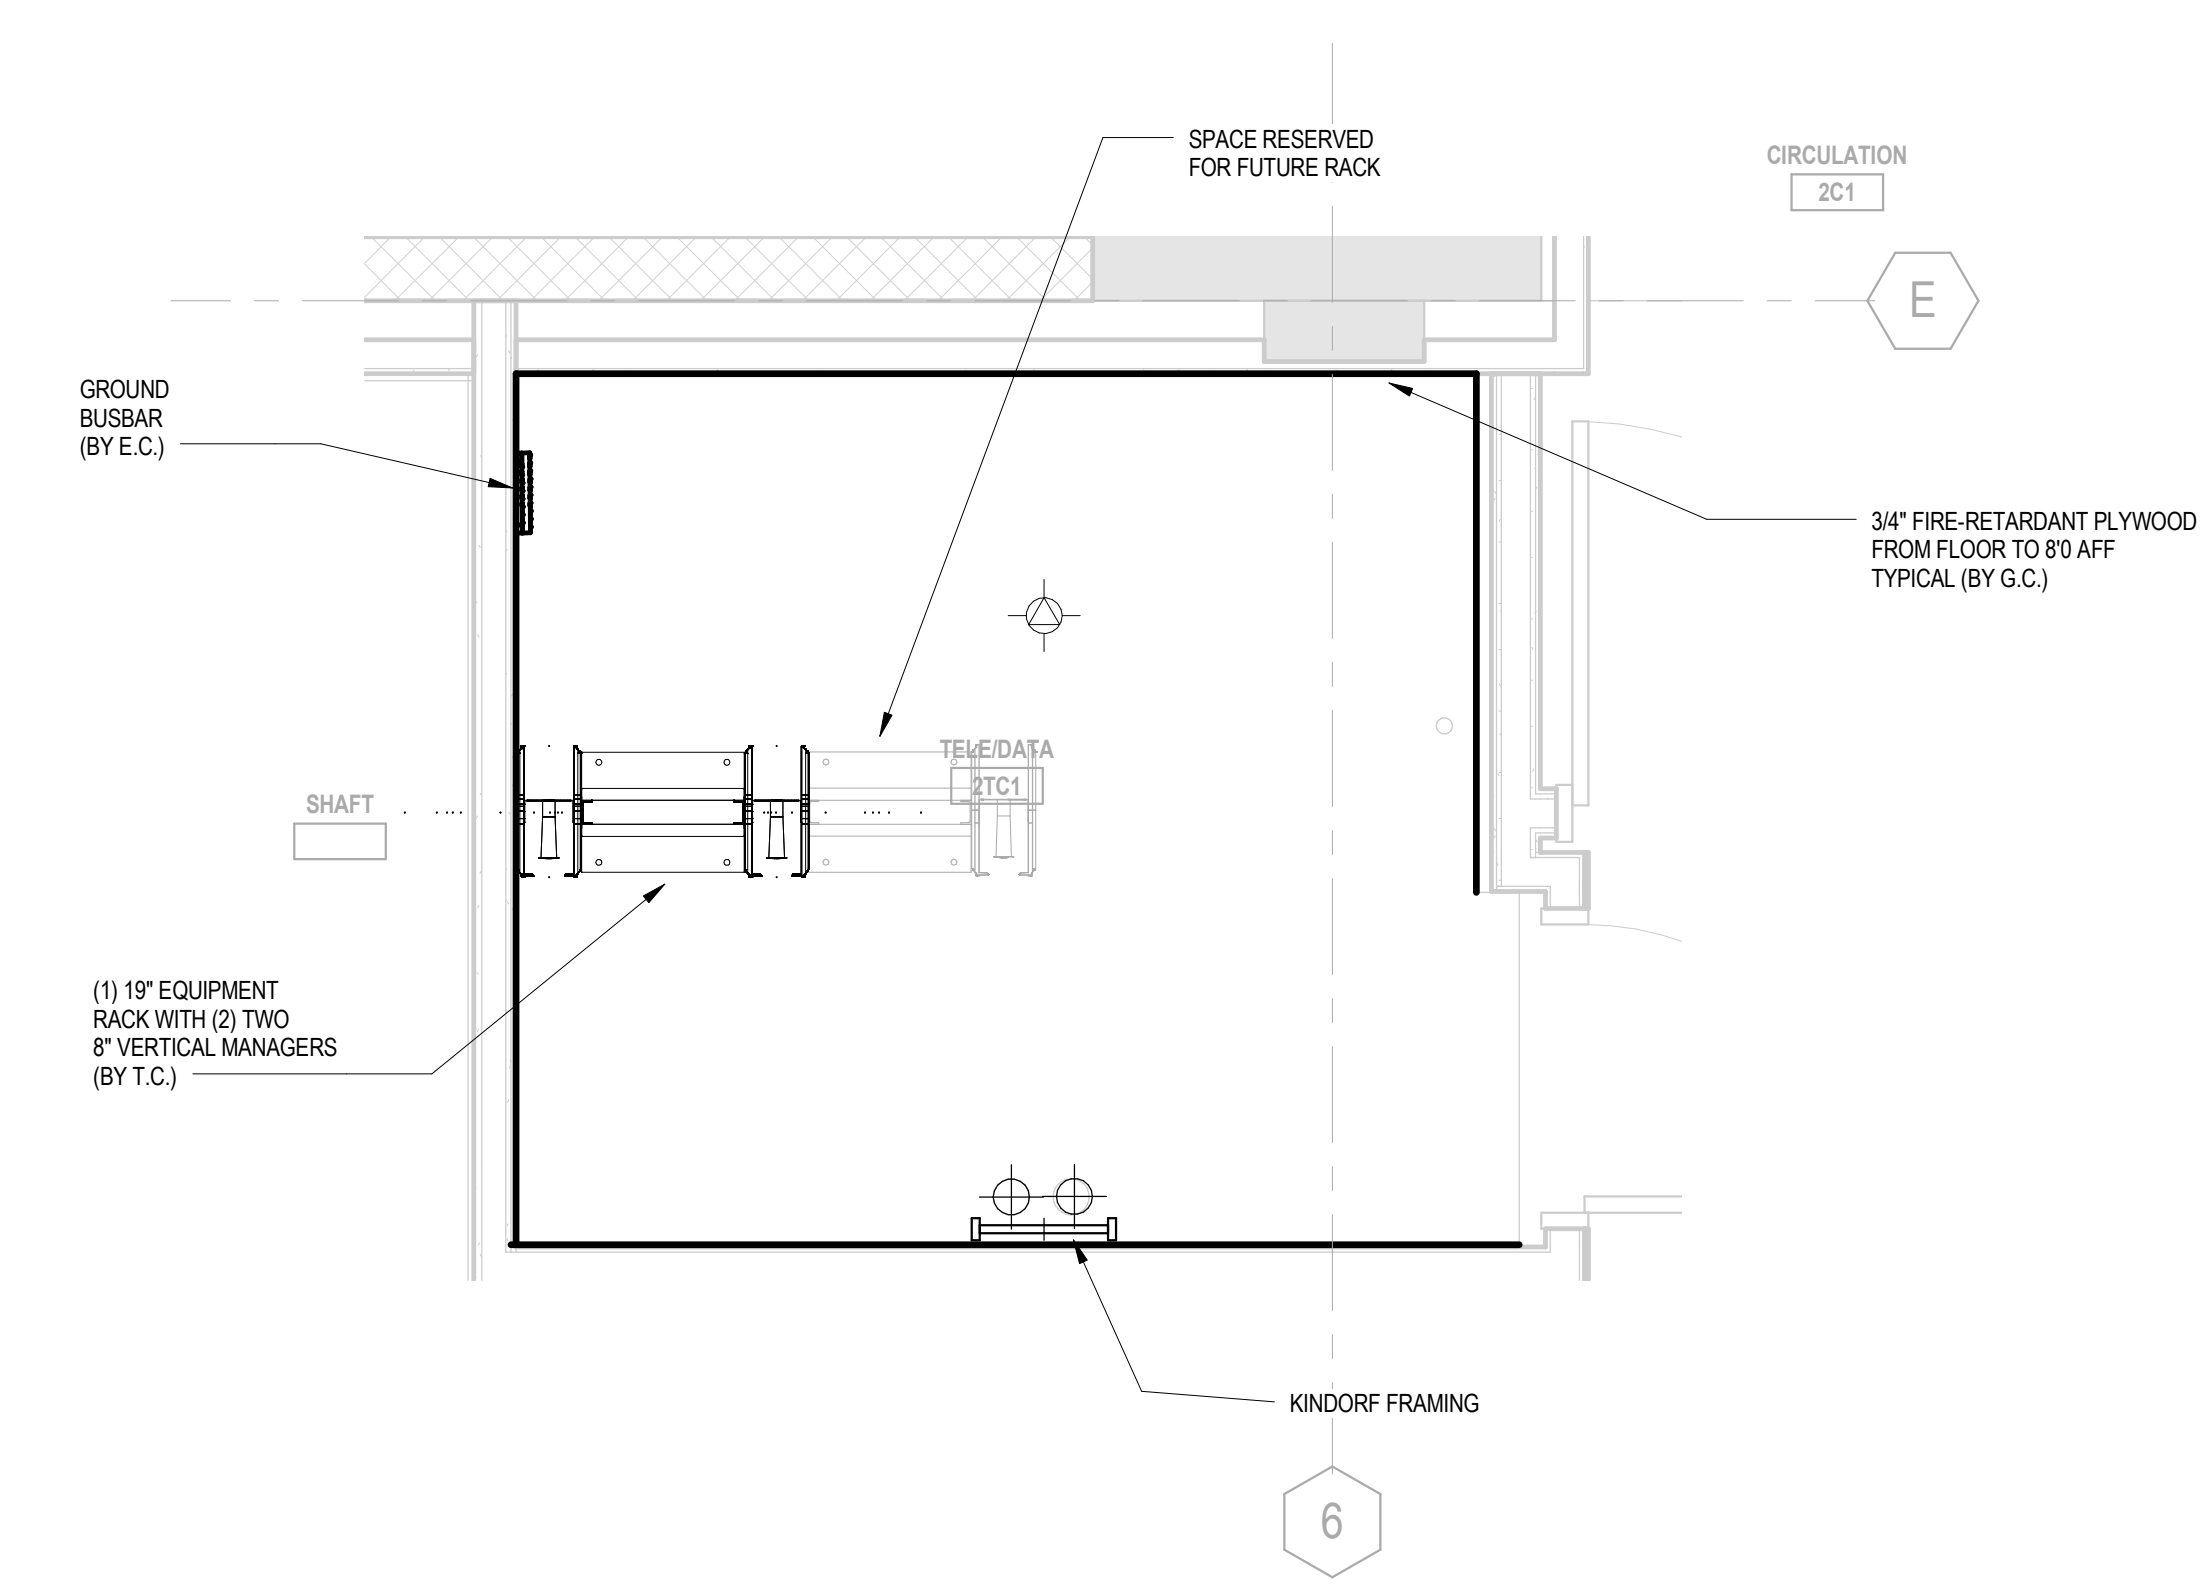 SPACE RESERVED
FOR FUTURE RACK
CIRCULATION
2C1
E
GROUND
BUSBAR
(BY E.C.)
3/4" FIRE-RETARDANT PLYWOOD
FROM FLOOR TO 8'0 AFF
TYPICAL (BY G.C.)
TELE/DATA
2TC1
SHAFT
(1) 19" EQUIPMENT
RACK WITH (2) TWO
8" VERTICAL MANAGERS
(BY T.C.)
KINDORF FRAMING
6